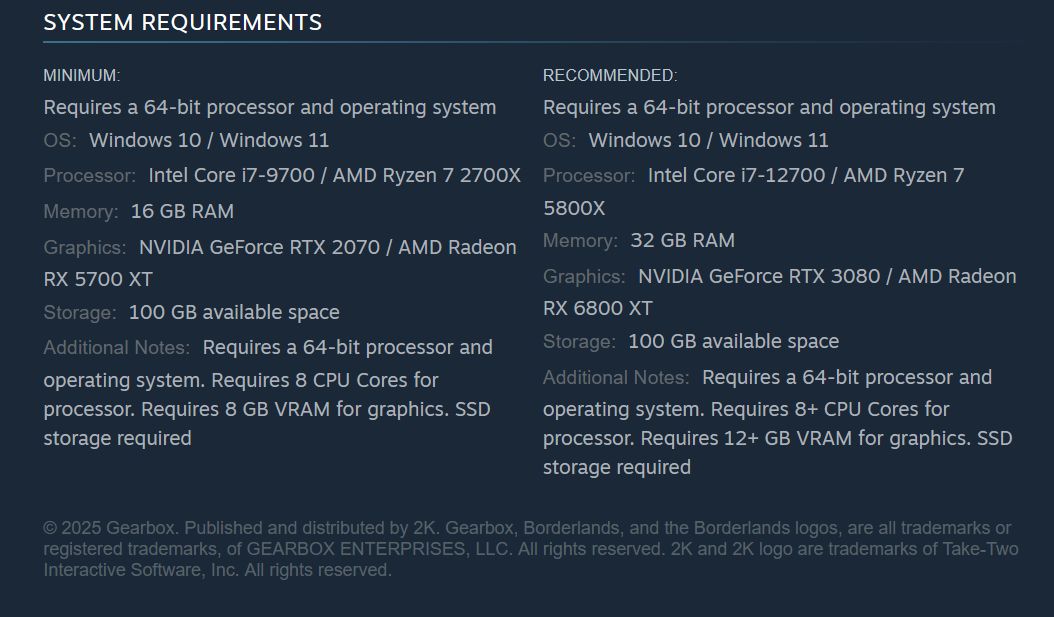 SYSTEM REQUIREMENTS
MINIMUM:
Requires a 64-bit processor and operating system
OS: Windows 10 / Windows 11
Processor: Intel Core i7-9700 / AMD Ryzen 7 2700X
Memory: 16 GB RAM
Graphics: NVIDIA GeForce RTX 2070 / AMD Radeon
RX 5700 XT
Storage: 100 GB available space
Additional Notes: Requires a 64-bit processor and
operating system. Requires 8 CPU Cores for
processor. Requires 8 GB VRAM for graphics. SSD
storage required
RECOMMENDED:
Requires a 64-bit processor and operating system
OS: Windows 10 / Windows 11
Processor: Intel Core i7-12700 / AMD Ryzen 7
5800X
Memory: 32 GB RAM
Graphics: NVIDIA GeForce RTX 3080 / AMD Radeon
RX 6800 XT
Storage: 100 GB available space
Additional Notes: Requires a 64-bit processor and
operating system. Requires 8+ CPU Cores for
processor. Requires 12+ GB VRAM for graphics. SSD
storage required
© 2025 Gearbox. Published and distributed by 2K. Gearbox, Borderlands, and the Borderlands logos, are all trademarks or
registered trademarks, of GEARBOX ENTERPRISES, LLC. All rights reserved. 2K and 2K logo are trademarks of Take-Two
Interactive Software, Inc. All rights reserved.